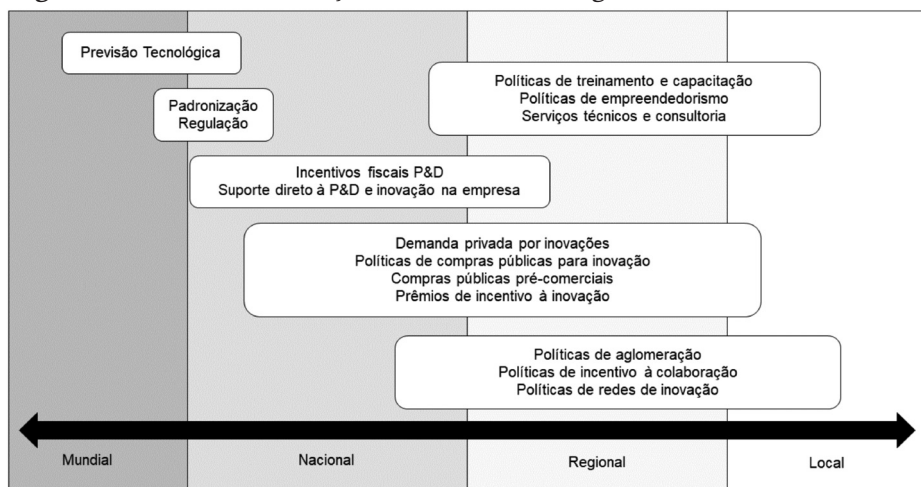 Previsão Tecnológica
Padronização
Regulação
Políticas de treinamento e capacitação
Políticas de empreendedorismo
Serviços técnicos e consultoria
Incentivos fiscais P&D
Suporte direto à P&D e inovação na empresa
Demanda privada por inovações
Políticas de compras públicas para inovação
Compras públicas pré-comerciais
Prêmios de incentivo à inovação
Políticas de aglomeração
Políticas de incentivo à colaboração
Políticas de redes de inovação
Mundial Nacional Regional Local